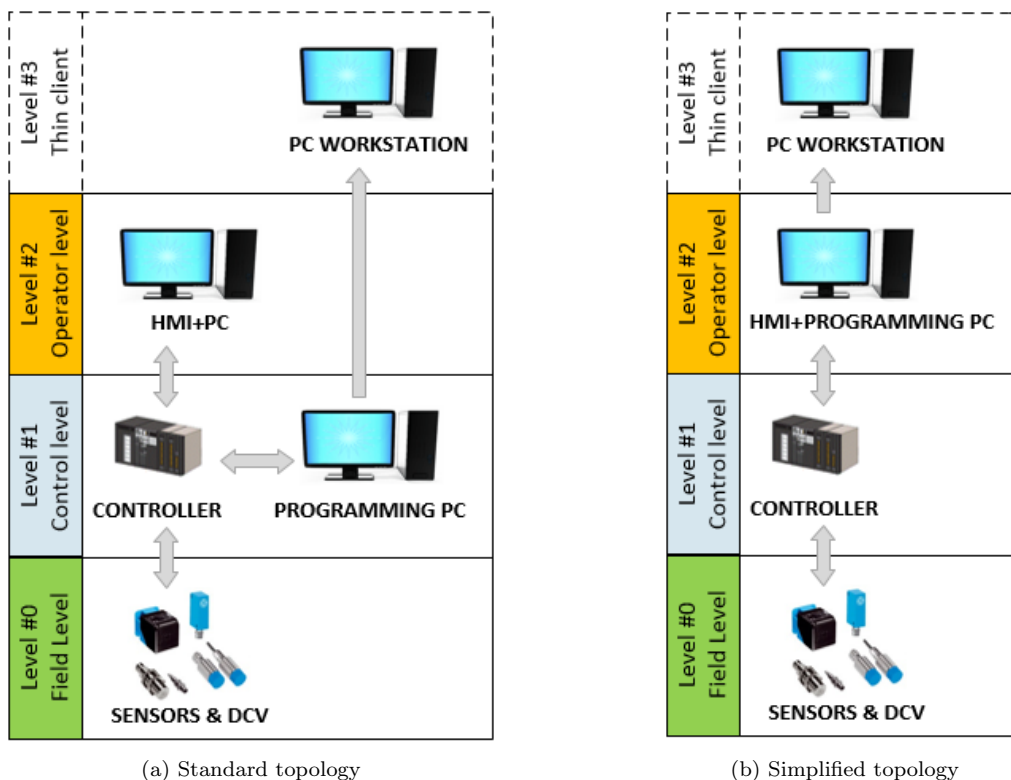 Level #3
Thin client
PC WORKSTATION
Level #2
Operator level
HMI+PC
Level #1
Control level
CONTROLLER
PROGRAMMING PC
Level #0
Field Level
SENSORS & DCV
(a) Standard topology
Level #3
Thin client
PC WORKSTATION
Level #2
Operator level
HMI+PROGRAMMING PC
Level #1
Control level
CONTROLLER
Level #0
Field Level
SENSORS & DCV
(b) Simplified topology